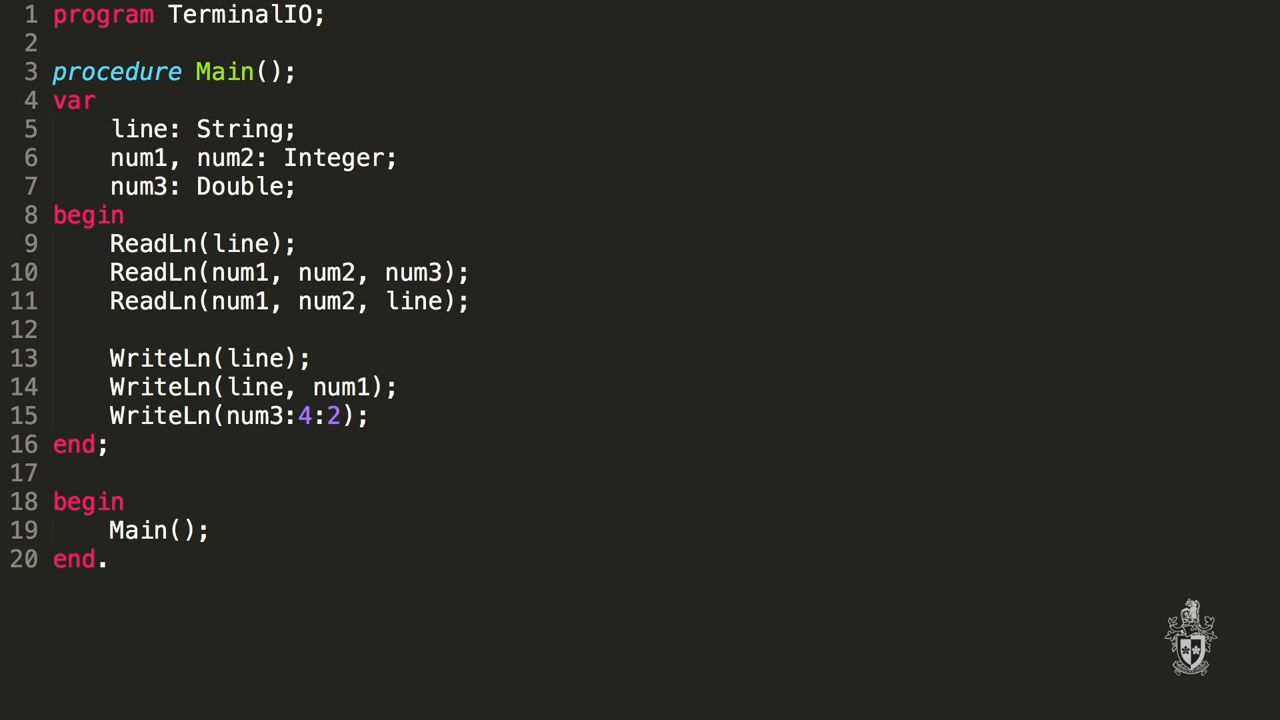 1 program TerminalIO;
2
3 procedure Main();
4 var
5     line: String;
6     num1, num2: Integer;
7     num3: Double;
8 begin
9     ReadLn(line);
10     ReadLn(num1, num2, num3);
11     ReadLn(num1, num2, line);
12
13     WriteLn(line);
14     WriteLn(line, num1);
15     WriteLn(num3:4:2);
16 end;
17
18 begin
19     Main();
20 end.